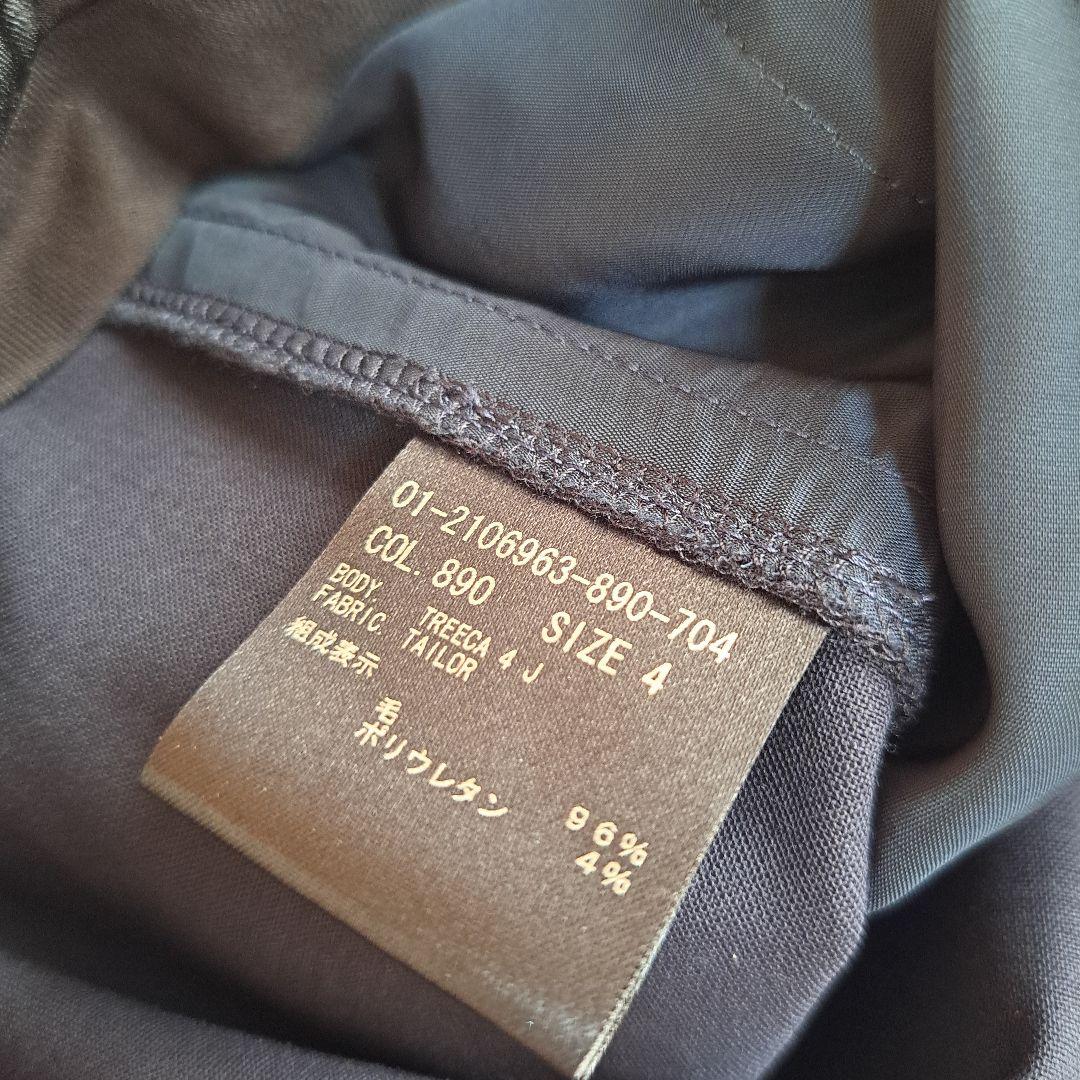 01-2106963-890-704
COL. 890 SIZE 4
BODY. TREECA 4 J
FABRIC. TAILOR
組成表示
毛 96%
ポリウレタン 4%